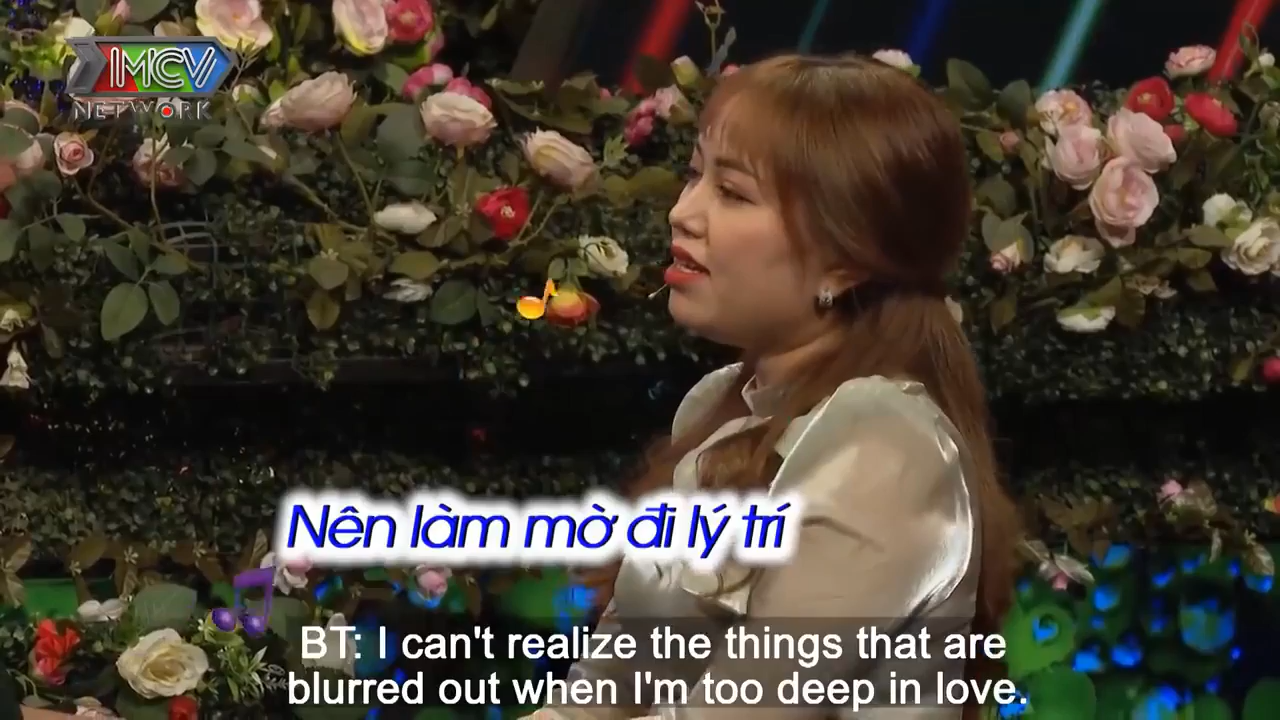 MCV
NETWORK
Nên làm mờ đi lý trí
BT: I can't realize the things that are
blurred out when I'm too deep in love.